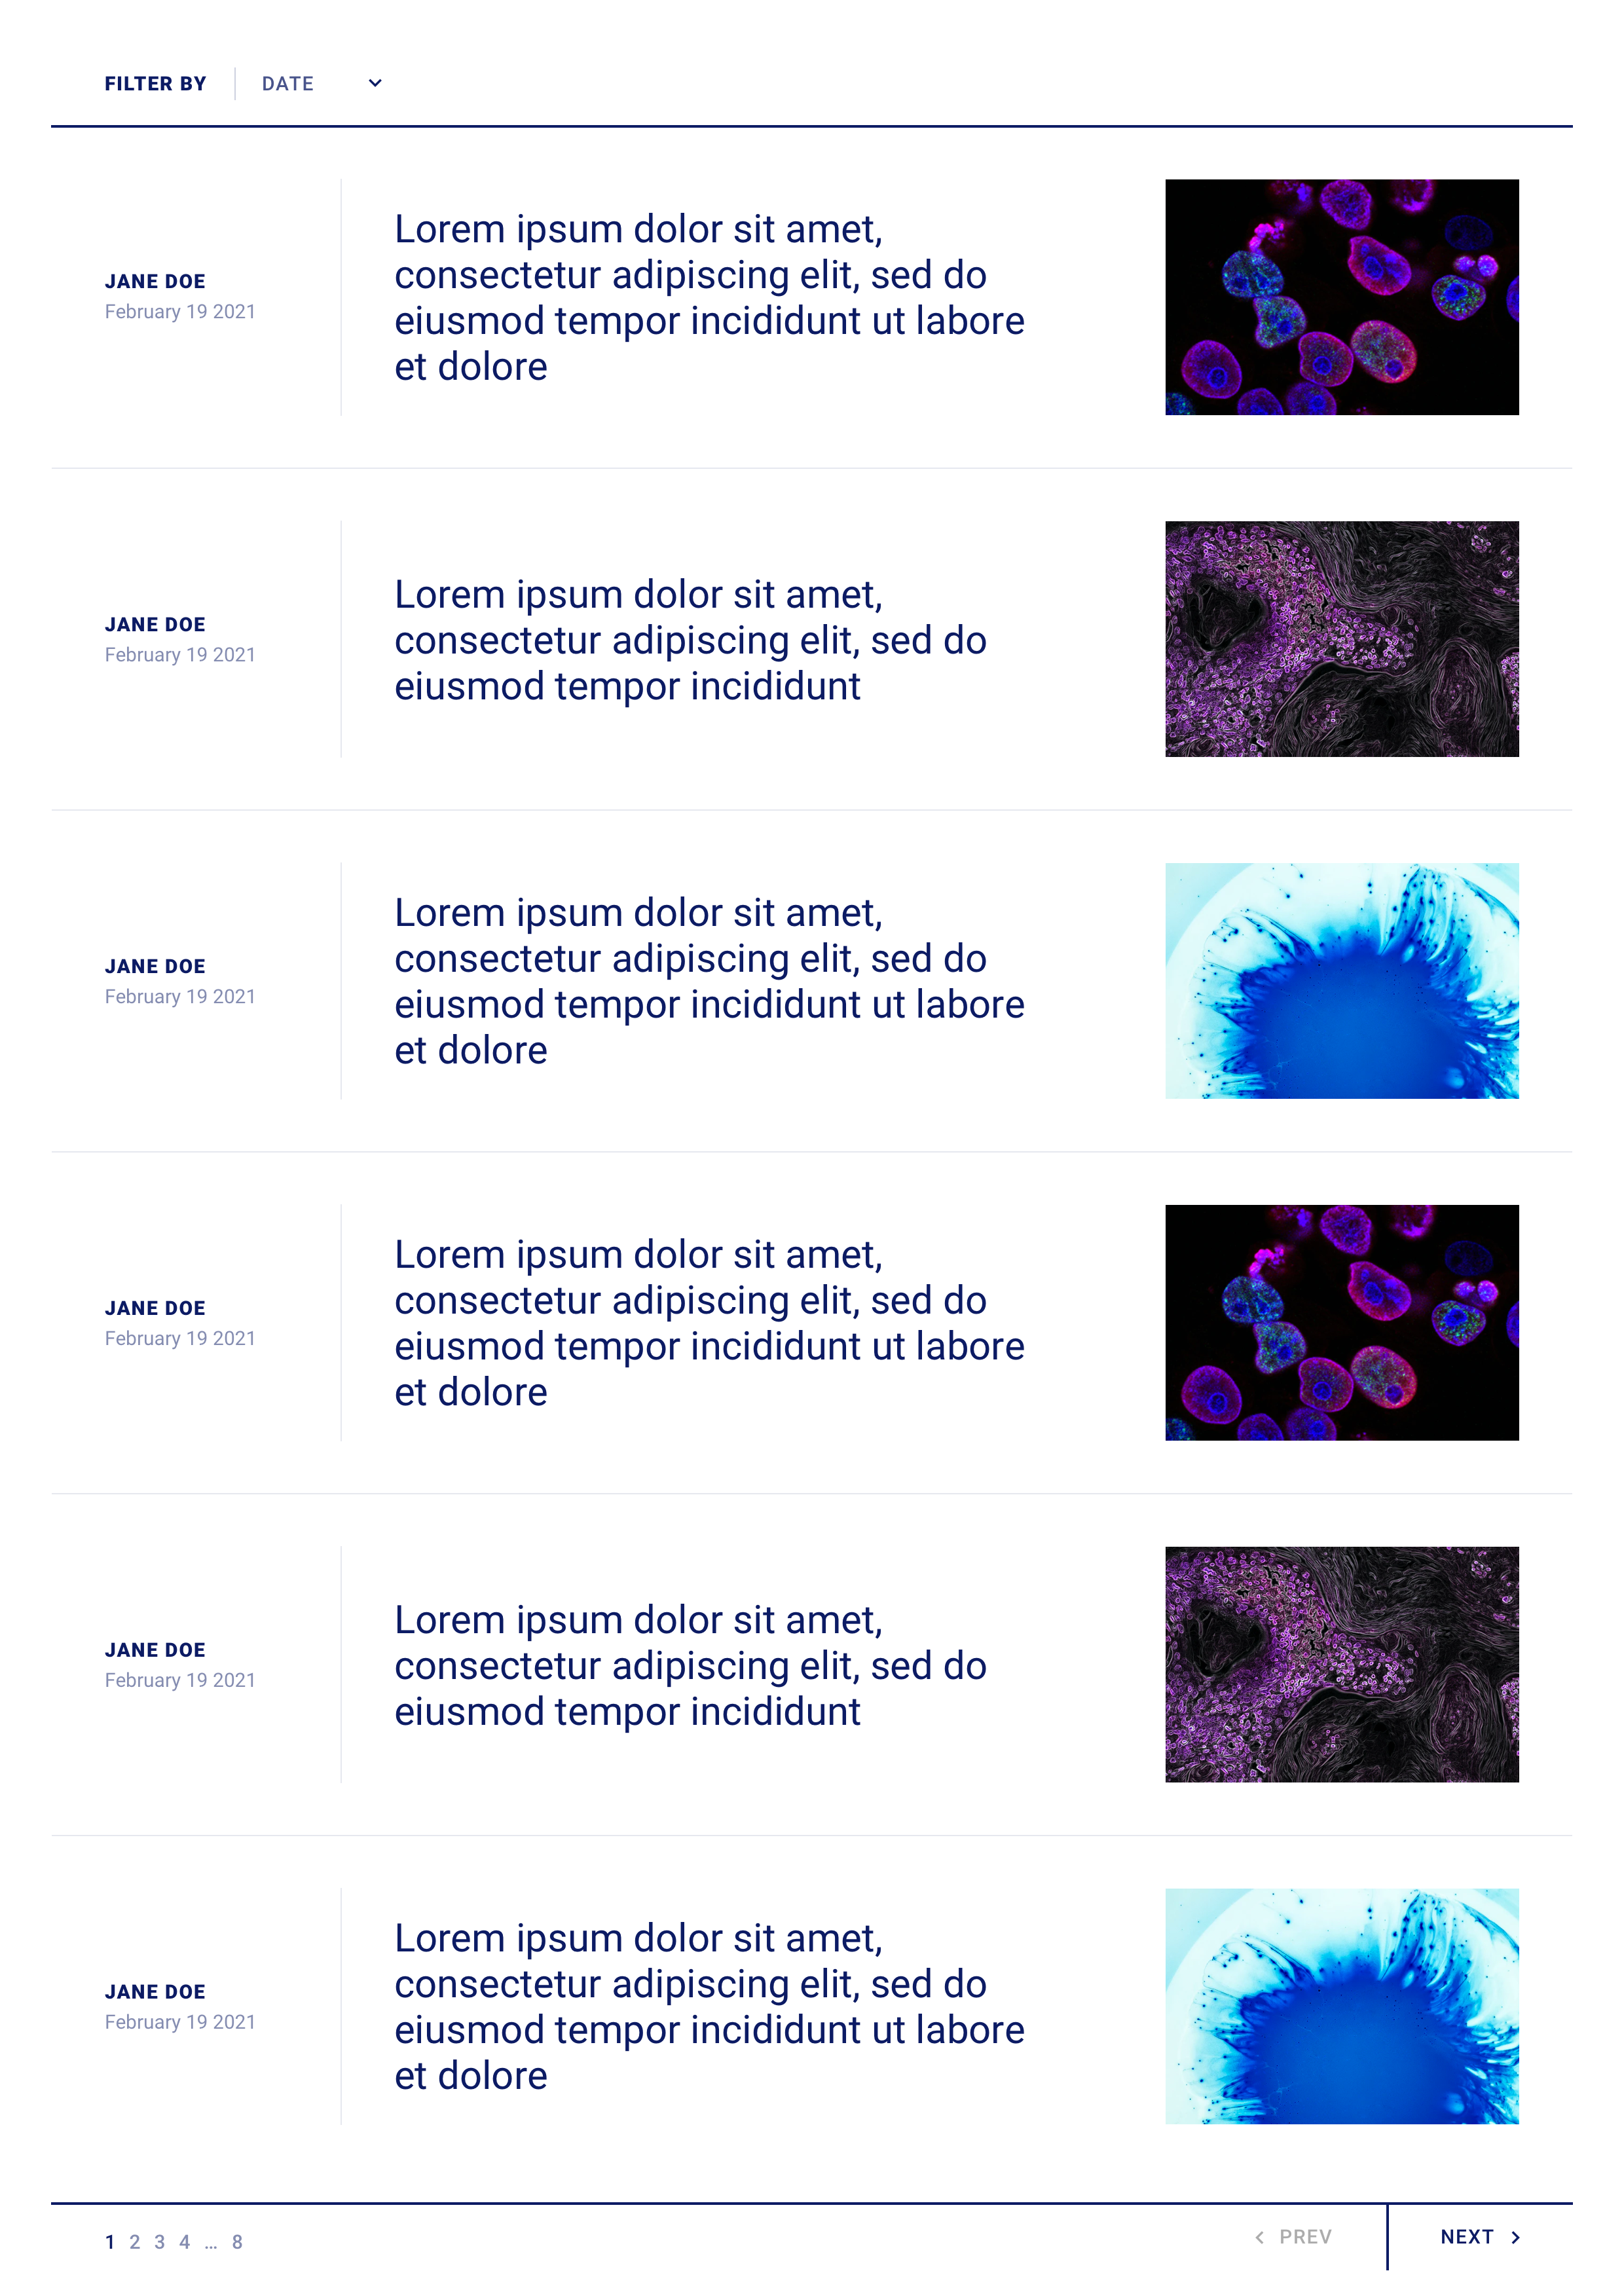 FILTER BY DATE
JANE DOE
February 19 2021
Lorem ipsum dolor sit amet,
consectetur adipiscing elit, sed do
eiusmod tempor incididunt ut labore
et dolore
JANE DOE
February 19 2021
Lorem ipsum dolor sit amet,
consectetur adipiscing elit, sed do
eiusmod tempor incididunt
JANE DOE
February 19 2021
Lorem ipsum dolor sit amet,
consectetur adipiscing elit, sed do
eiusmod tempor incididunt ut labore
et dolore
JANE DOE
February 19 2021
Lorem ipsum dolor sit amet,
consectetur adipiscing elit, sed do
eiusmod tempor incididunt ut labore
et dolore
JANE DOE
February 19 2021
Lorem ipsum dolor sit amet,
consectetur adipiscing elit, sed do
eiusmod tempor incididunt
JANE DOE
February 19 2021
Lorem ipsum dolor sit amet,
consectetur adipiscing elit, sed do
eiusmod tempor incididunt ut labore
et dolore
1 2 3 4 ... 8
PREV
NEXT